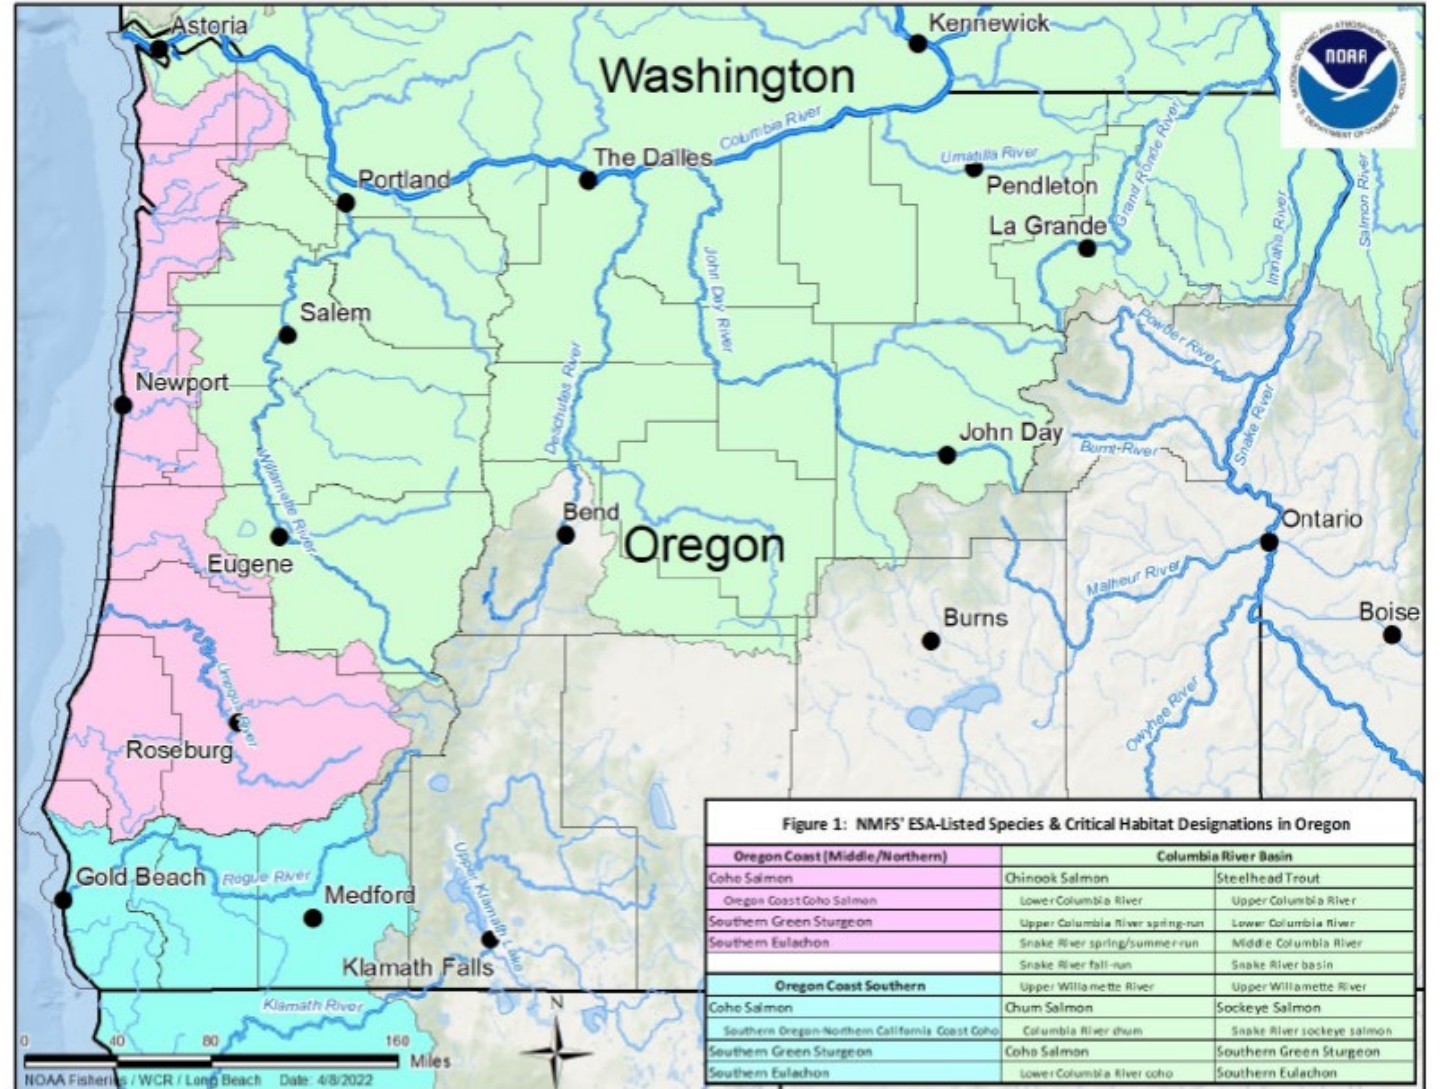 Astoria
Kennewick
NATIONAL OCEANIC AND ATMOSPHERIC ADMINISTRATION
NOAA
U.S. DEPARTMENT OF COMMERCE
Washington
Columbia River
The Dalles
Umatilla River
Grand Ronde River
Salmon River
Portland
Pendleton
La Grande
Imnaha River
John Day River
Salem
Powder River
Newport
Deschutes River
Snake River
John Day
Burnt River
Willamette River
Bend
Ontario
Oregon
Eugene
Malheur River
Burns
Boise
Umpqua River
Owyhee River
Roseburg
Gold Beach
Rogue River
Medford
Upper Klamath Lake
Klamath Falls
Klamath River
N
0 40 80 160
Miles
NOAA Fisheries / WCR / Long Beach Date: 4/8/2022
Figure 1: NMFS' ESA-Listed Species & Critical Habitat Designations in Oregon
Oregon Coast (Middle/Northern) Columbia River Basin
Coho Salmon Chinook Salmon Steelhead Trout
Oregon Coast Coho Salmon Lower Columbia River Upper Columbia River
Southern Green Sturgeon Upper Columbia River spring-run Lower Columbia River
Southern Eulachon Snake River spring/summer-run Middle Columbia River
Snake River fall-run Snake River basin
Oregon Coast Southern Upper Willamette River Upper Willamette River
Coho Salmon Chum Salmon Sockeye Salmon
Southern Oregon-Northern California Coast Coho Columbia River chum Snake River sockeye salmon
Southern Green Sturgeon Coho Salmon Southern Green Sturgeon
Southern Eulachon Lower Columbia River coho Southern Eulachon